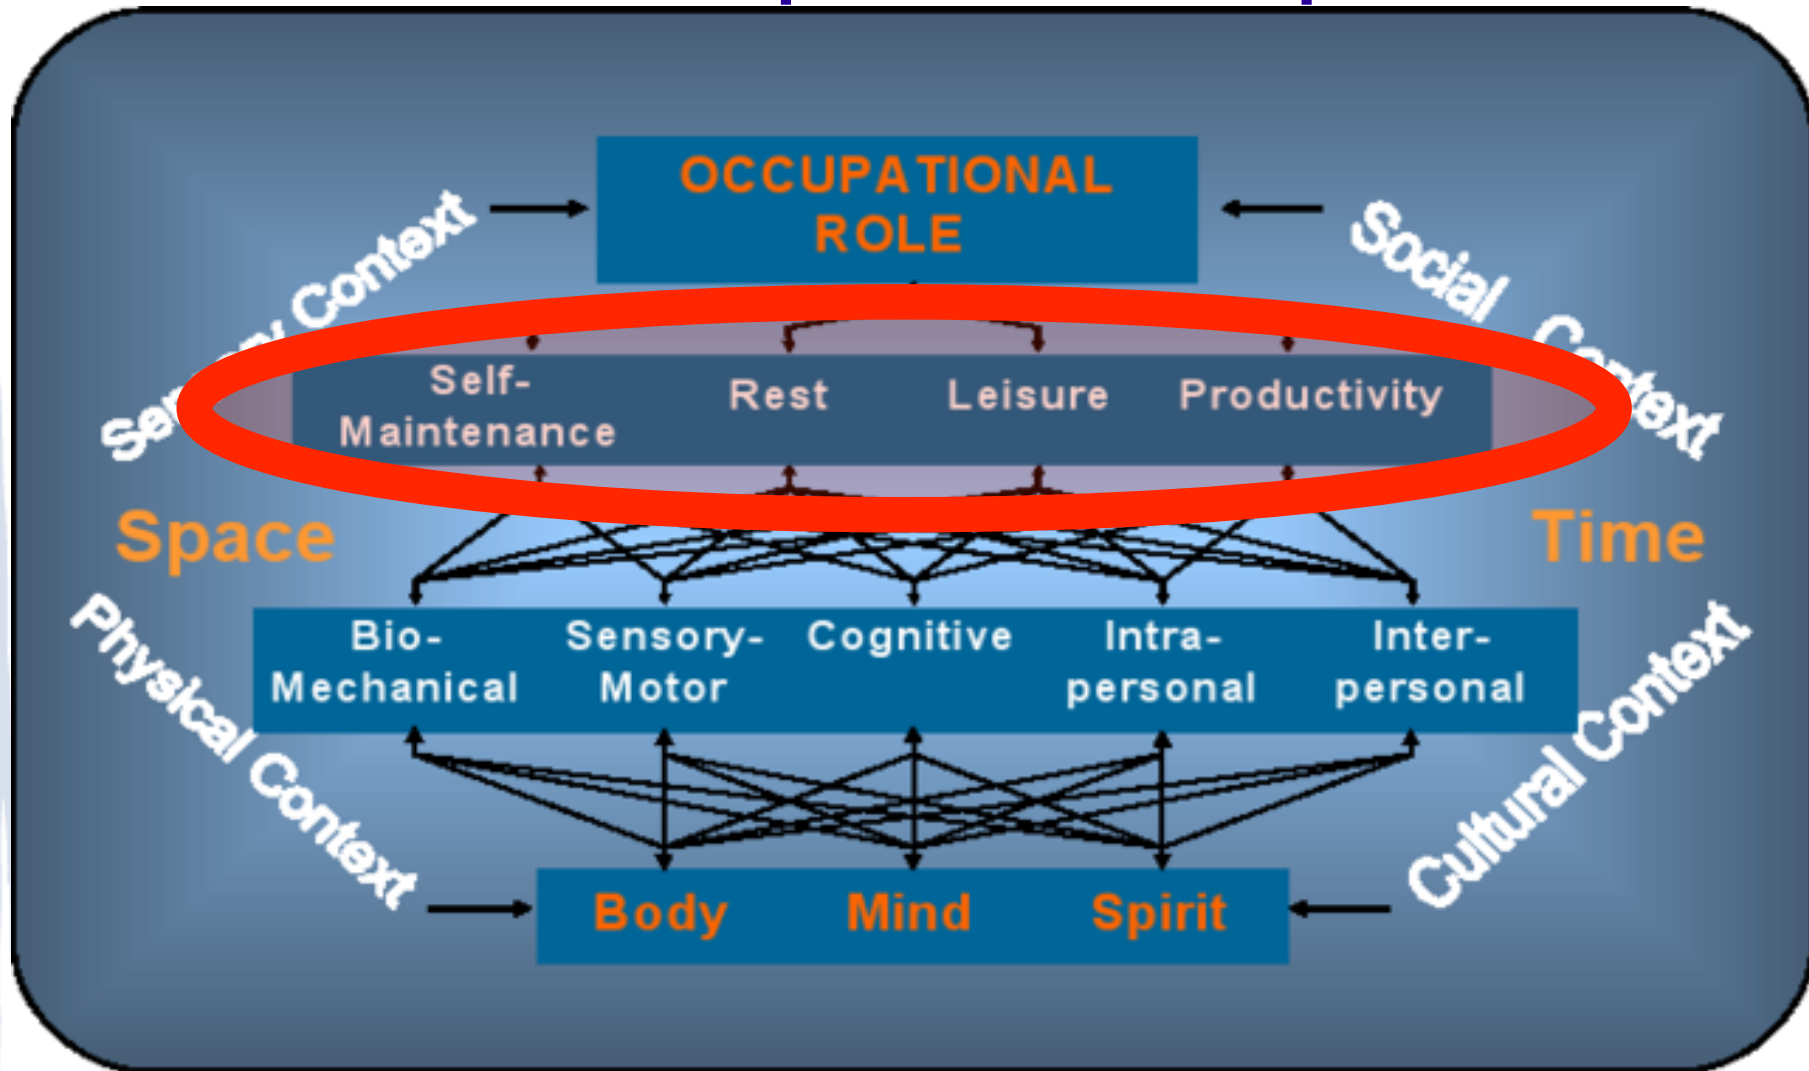 OCCUPATIONAL
ROLE
Context
Social Context
Self-
Maintenance
Rest
Leisure
Productivity
Space
Time
Physical Context
Bio-
Mechanical
Sensory-
Motor
Cognitive
Intra-
personal
Inter-
personal
Cultural Context
Body
Mind
Spirit